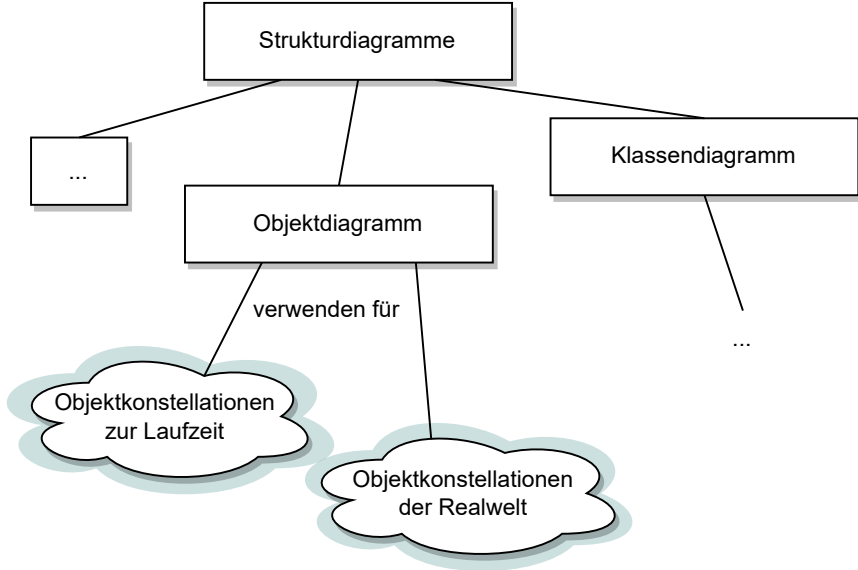 Strukturdiagramme
...
Klassendiagramm
Objektdiagramm
verwenden für
...
Objektkonstellationen
zur Laufzeit
Objektkonstellationen
der Realwelt